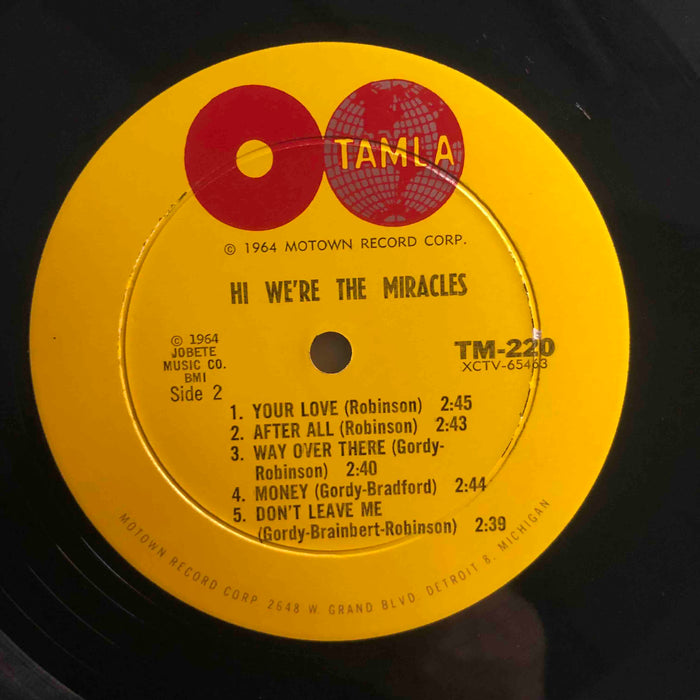 TAMLA
© 1964 MOTOWN RECORD CORP.
HI WE'RE THE MIRACLES
© 1964
JOBETE
MUSIC CO.
BMI
Side 2
TM-220
XCTV-65463
1. YOUR LOVE (Robinson) 2:45
2. AFTER ALL (Robinson) 2:43
3. WAY OVER THERE (Gordy-
Robinson) 2:40
4. MONEY (Gordy-Bradford) 2:44
5. DON'T LEAVE ME
(Gordy-Brainbert-Robinson) 2:39
MOTOWN RECORD CORP. 2648 W. GRAND BLVD. DETROIT 8, MICHIGAN